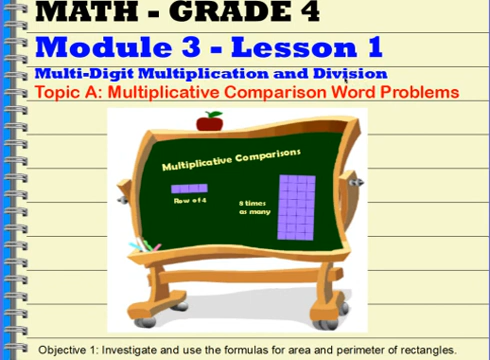 MATH - GRADE 4
Module 3 - Lesson 1
Multi-Digit Multiplication and Division
Topic A: Multiplicative Comparison Word Problems
Multiplicative Comparisons
Row of 4
8 times
as many
Objective 1: Investigate and use the formulas for area and perimeter of rectangles.